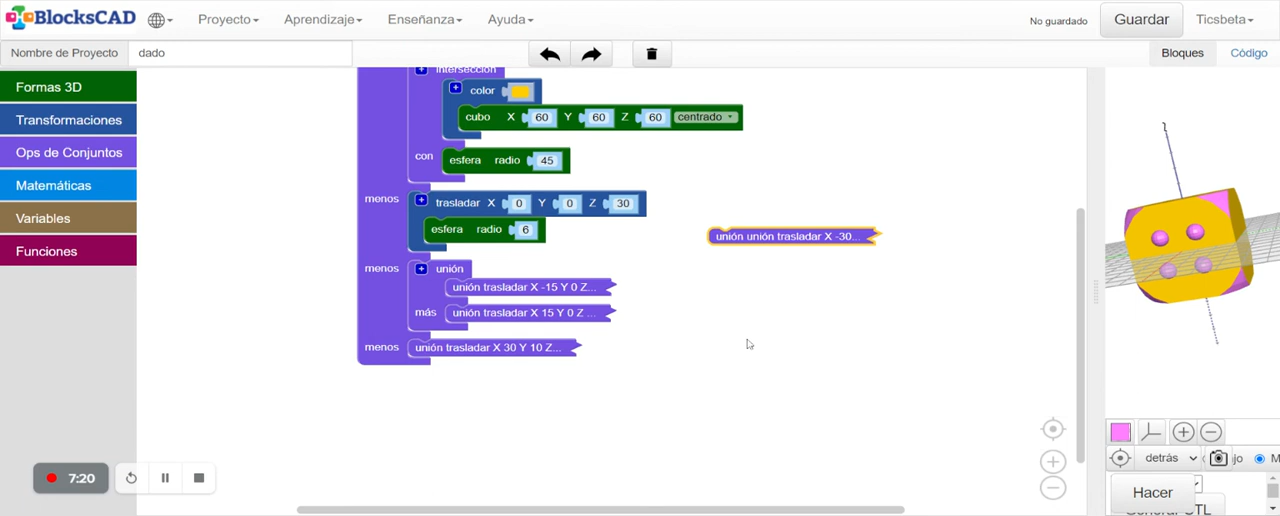 BlocksCAD
Proyecto
Aprendizaje
Enseñanza
Ayuda
No guardado
Guardar
Ticsbeta
Nombre de Proyecto
dado
Bloques
Código
Formas 3D
Transformaciones
Ops de Conjuntos
Matemáticas
Variables
Funciones
intersección
color
cubo X 60 Y 60 Z 60 centrado
con esfera radio 45
menos trasladar X 0 Y 0 Z 30
esfera radio 6
unión unión trasladar X -30...
menos unión
unión trasladar X -15 Y 0 Z...
más unión trasladar X 15 Y 0 Z ...
menos unión trasladar X 30 Y 10 Z...
7:20
detrás
ijo
M
Hacer